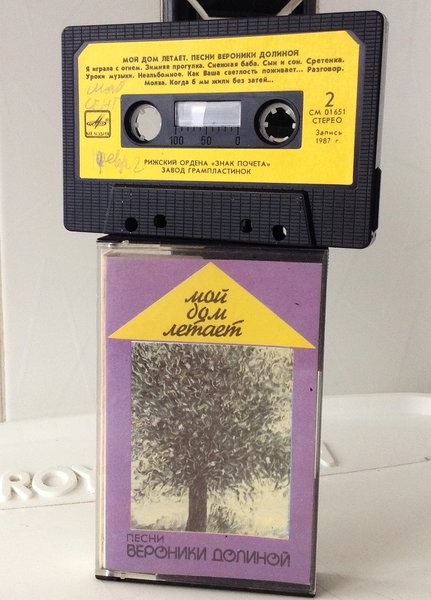 МОЙ ДОМ ЛЕТАЕТ. ПЕСНИ ВЕРОНИКИ ДОЛИНОЙ
Я играла с огнем. Зимняя прогулка. Снежная баба. Сын и сон. Сретенка.
Уроки музыки. Неальбомное. Как Ваша светлость поживает... Разговор.
Молва. Когда б мы жили без затей...
мой
МЕЛОДИЯ
100 50 0
2
СМ 01651
СТЕРЕО
Запись
1987 г.
РИЖСКИЙ ОРДЕНА «ЗНАК ПОЧЕТА»
ЗАВОД ГРАМПЛАСТИНОК
мой
дом
летает
ПЕСНИ
ВЕРОНИКИ ДОЛИНОЙ